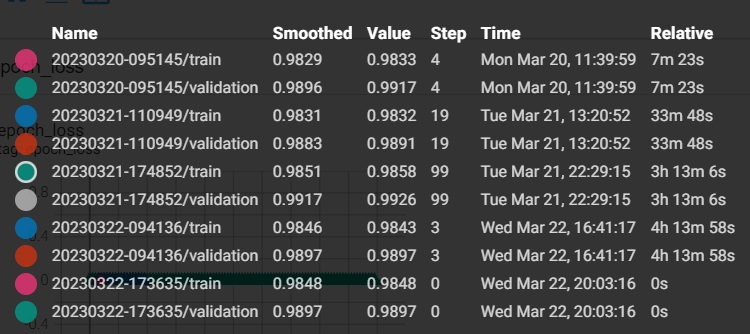 Name Smoothed Value Step Time Relative
20230320-095145/train 0.9829 0.9833 4 Mon Mar 20, 11:39:59 7m 23s
epoch_loss
20230320-095145/validation 0.9896 0.9917 4 Mon Mar 20, 11:39:59 7m 23s
20230321-110949/train 0.9831 0.9832 19 Tue Mar 21, 13:20:52 33m 48s
epoch_loss
20230321-110949/validation 0.9883 0.9891 19 Tue Mar 21, 13:20:52 33m 48s
tag: epoch_loss
20230321-174852/train 0.9851 0.9858 99 Tue Mar 21, 22:29:15 3h 13m 6s
20230321-174852/validation 0.9917 0.9926 99 Tue Mar 21, 22:29:15 3h 13m 6s
20230322-094136/train 0.9846 0.9843 3 Wed Mar 22, 16:41:17 4h 13m 58s
20230322-094136/validation 0.9897 0.9897 3 Wed Mar 22, 16:41:17 4h 13m 58s
20230322-173635/train 0.9848 0.9848 0 Wed Mar 22, 20:03:16 0s
20230322-173635/validation 0.9897 0.9897 0 Wed Mar 22, 20:03:16 0s